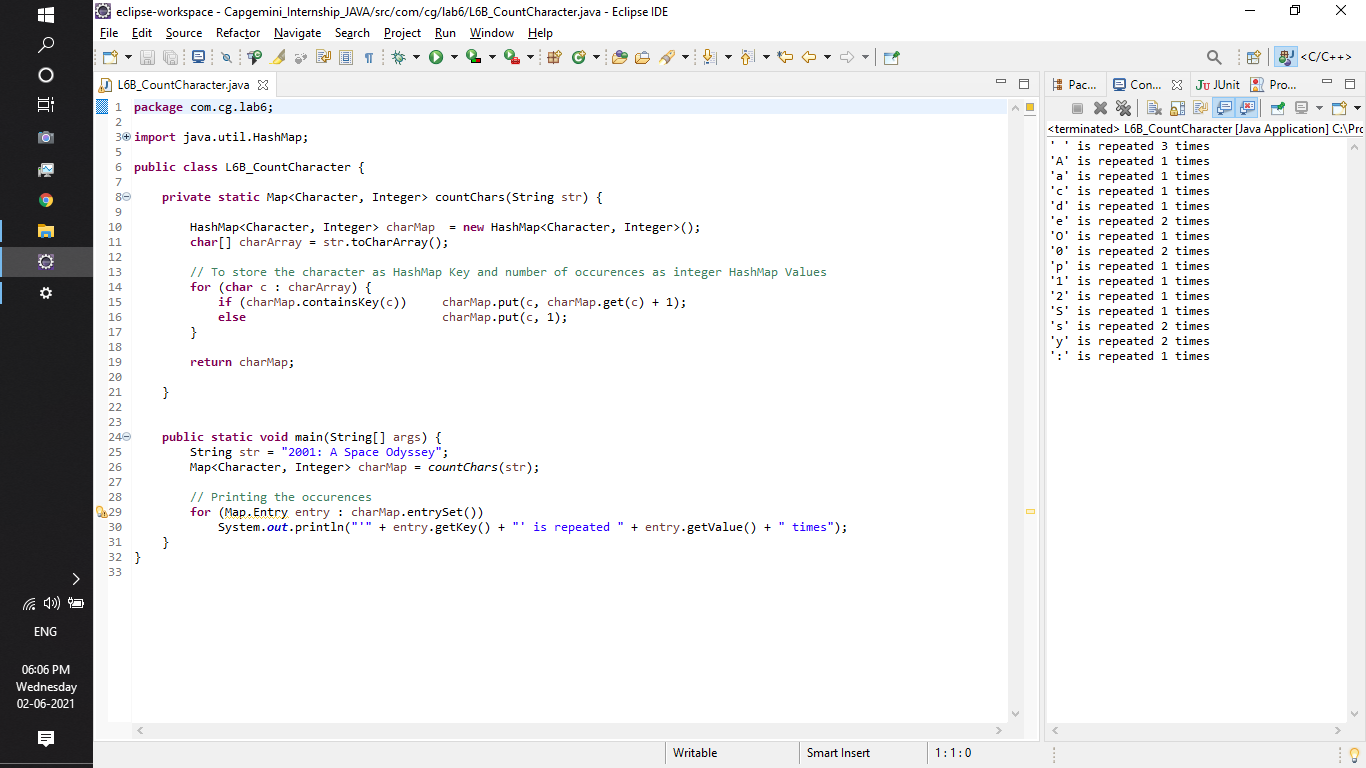 eclipse-workspace - Capgemini_Internship_JAVA/src/com/cg/lab6/L6B_CountCharacter.java - Eclipse IDE
File Edit Source Refactor Navigate Search Project Run Window Help
<C/C++>
L6B_CountCharacter.java
1 package com.cg.lab6;
2
3 import java.util.HashMap;
5
6 public class L6B_CountCharacter {
7
8 private static Map<Character, Integer> countChars(String str) {
9
10 HashMap<Character, Integer> charMap  = new HashMap<Character, Integer>();
11 char[] charArray = str.toCharArray();
12
13 // To store the character as HashMap Key and number of occurences as integer HashMap Values
14 for (char c : charArray) {
15 if (charMap.containsKey(c)) charMap.put(c, charMap.get(c) + 1);
16 else charMap.put(c, 1);
17 }
18
19 return charMap;
20
21 }
22
23
24 public static void main(String[] args) {
25 String str = "2001: A Space Odyssey";
26 Map<Character, Integer> charMap = countChars(str);
27
28 // Printing the occurences
29 for (Map.Entry entry : charMap.entrySet())
30 System.out.println("'" + entry.getKey() + "' is repeated " + entry.getValue() + " times");
31 }
32 }
33
Pac... Con... JUnit Pro...
<terminated> L6B_CountCharacter [Java Application] C:\Pro
' ' is repeated 3 times
'A' is repeated 1 times
'a' is repeated 1 times
'c' is repeated 1 times
'd' is repeated 1 times
'e' is repeated 2 times
'O' is repeated 1 times
'0' is repeated 2 times
'p' is repeated 1 times
'1' is repeated 1 times
'2' is repeated 1 times
'S' is repeated 1 times
's' is repeated 2 times
'y' is repeated 2 times
':' is repeated 1 times
ENG
06:06 PM
Wednesday
02-06-2021
Writable Smart Insert 1 : 1 : 0